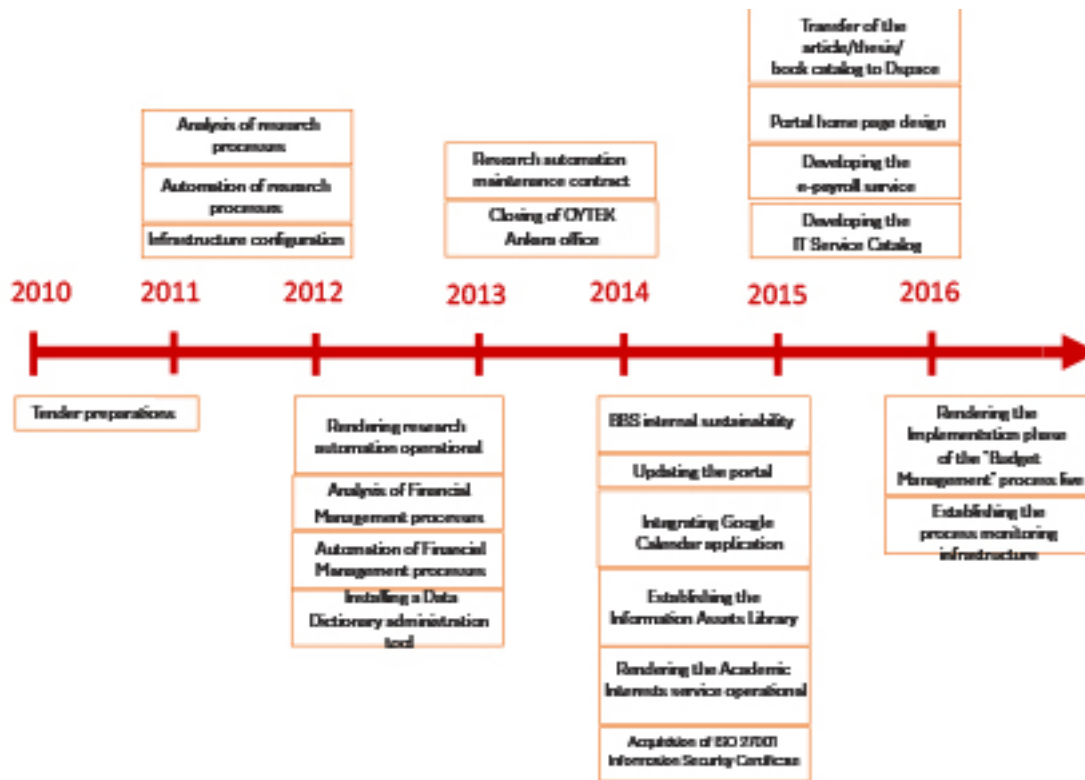 Transfer of the
article/thesis/
book catalog to Dspace
Portal home page design
Developing the
e-payroll service
Developing the
IT Service Catalog
Analysis of research
processes
Automation of research
processes
Infrastructure configuration
Research automation
maintenance contract
Closing of OYTEK
Ankara office
2010
2011
2012
2013
2014
2015
2016
Tender preparations
Rendering research
automation operational
Analysis of Financial
Management processes
Automation of Financial
Management processes
Installing a Data
Dictionary administration
tool
BBS internal sustainability
Updating the portal
Integrating Google
Calendar application
Establishing the
Information Assets Library
Rendering the Academic
Interests service operational
Acquisition of ISO 27001
Information Security Certificate
Rendering the
Implementation phase
of the "Budget
Management" process live
Establishing the
process monitoring
infrastructure